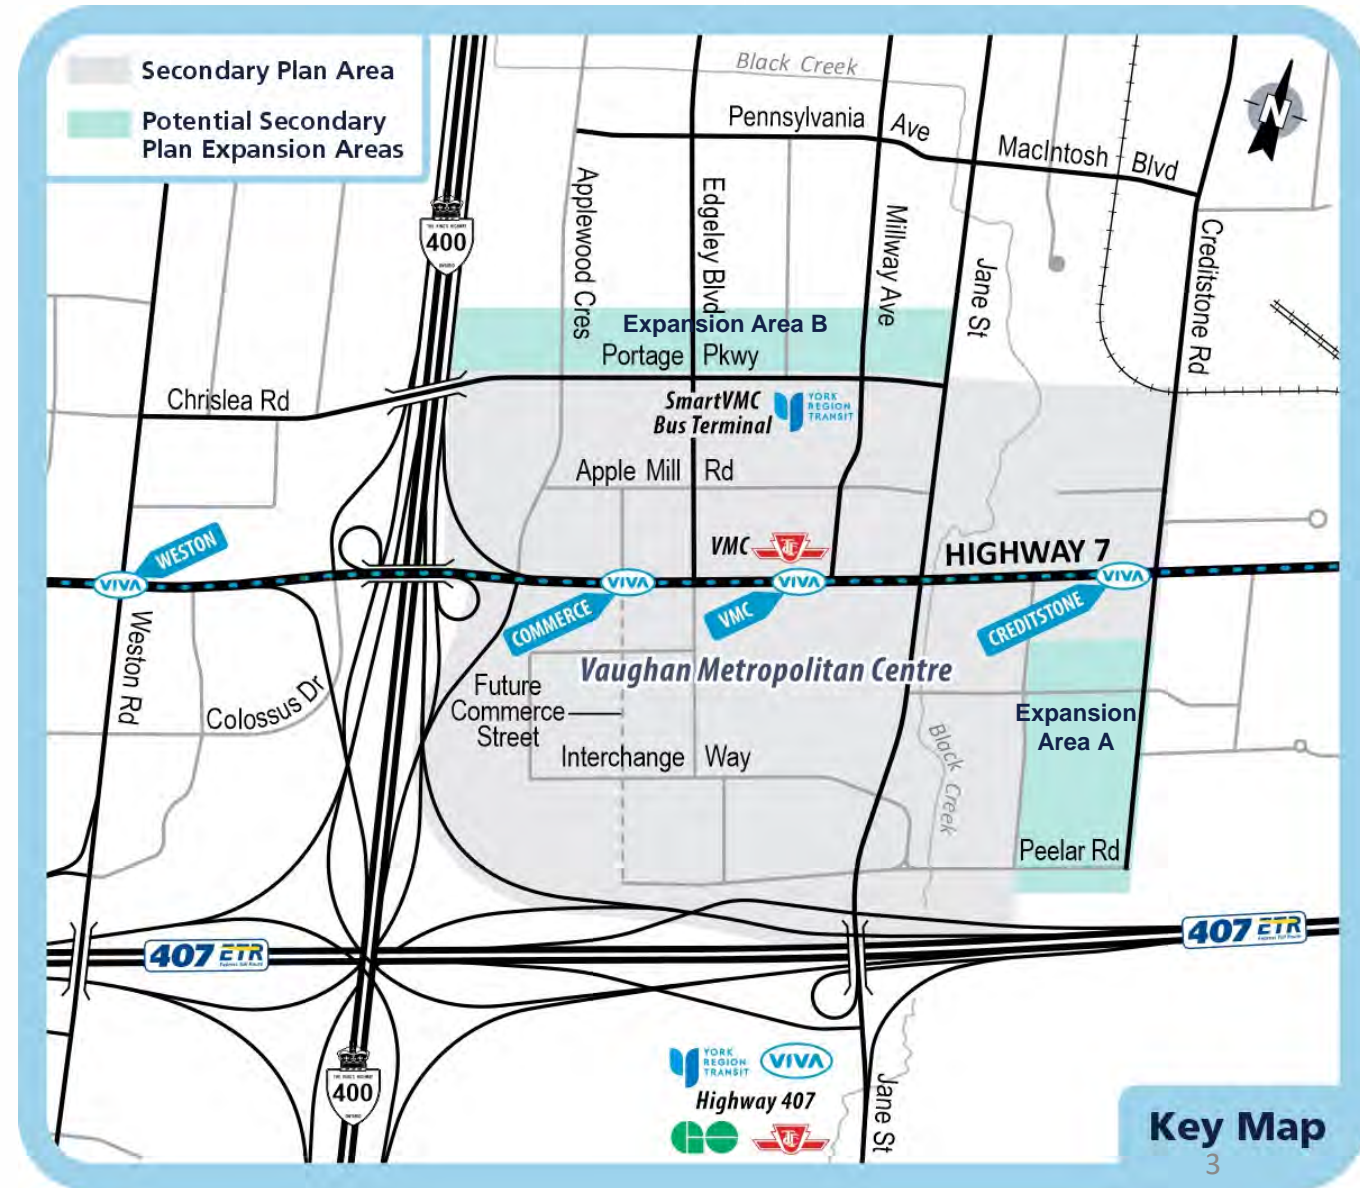 Secondary Plan Area
Potential Secondary
Plan Expansion Areas
Black Creek
Pennsylvania Ave
MacIntosh Blvd
N
400
Applewood Cres
Edgeley Blvd
Millway Ave
Jane St
Creditstone Rd
Expansion Area B
Portage Pkwy
Chrislea Rd
SmartVMC
Bus Terminal
YORK
REGION
TRANSIT
Apple Mill Rd
WESTON
VIVA
VMC
HIGHWAY 7
VIVA
COMMERCE
VIVA
VMC
VIVA
CREDITSTONE
Weston Rd
Colossus Dr
Vaughan Metropolitan Centre
Future
Commerce
Street
Interchange Way
Expansion
Area A
Black Creek
Peelar Rd
407 ETR
407 ETR
400
YORK
REGION
TRANSIT
VIVA
Highway 407
GO
Jane St
Key Map
3